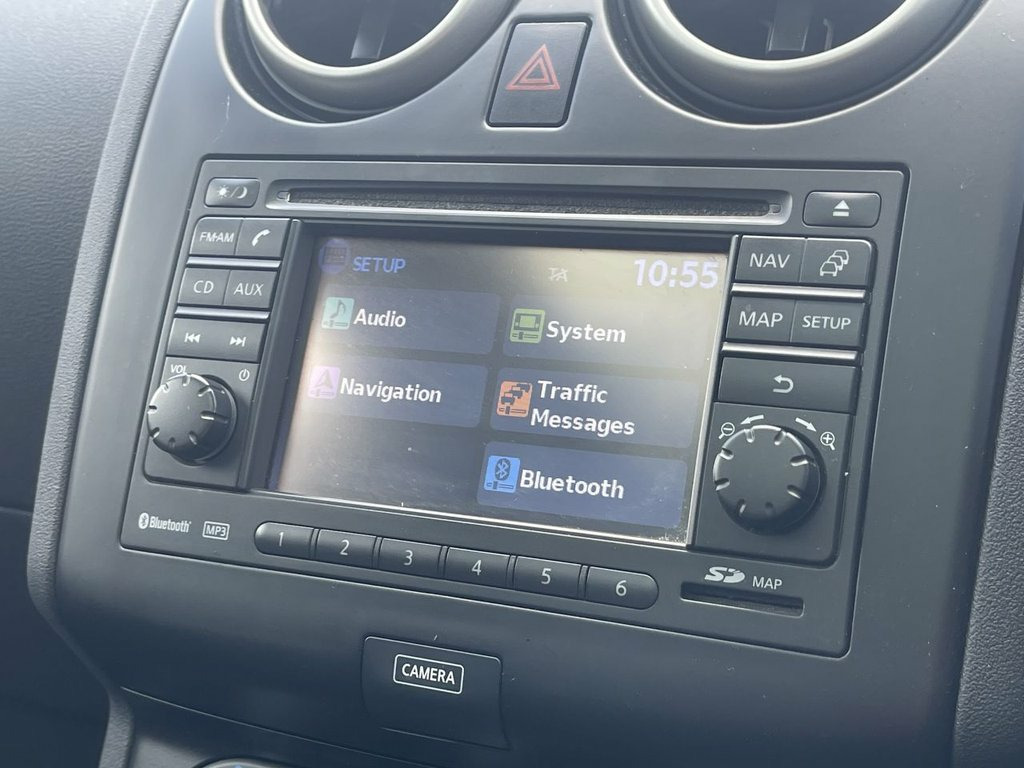 FM·AM
CD AUX
VOL
SETUP TA 10:55
Audio
System
Navigation
Traffic
Messages
Bluetooth
NAV
MAP SETUP
Bluetooth MP3
1 2 3 4 5 6
SD MAP
CAMERA